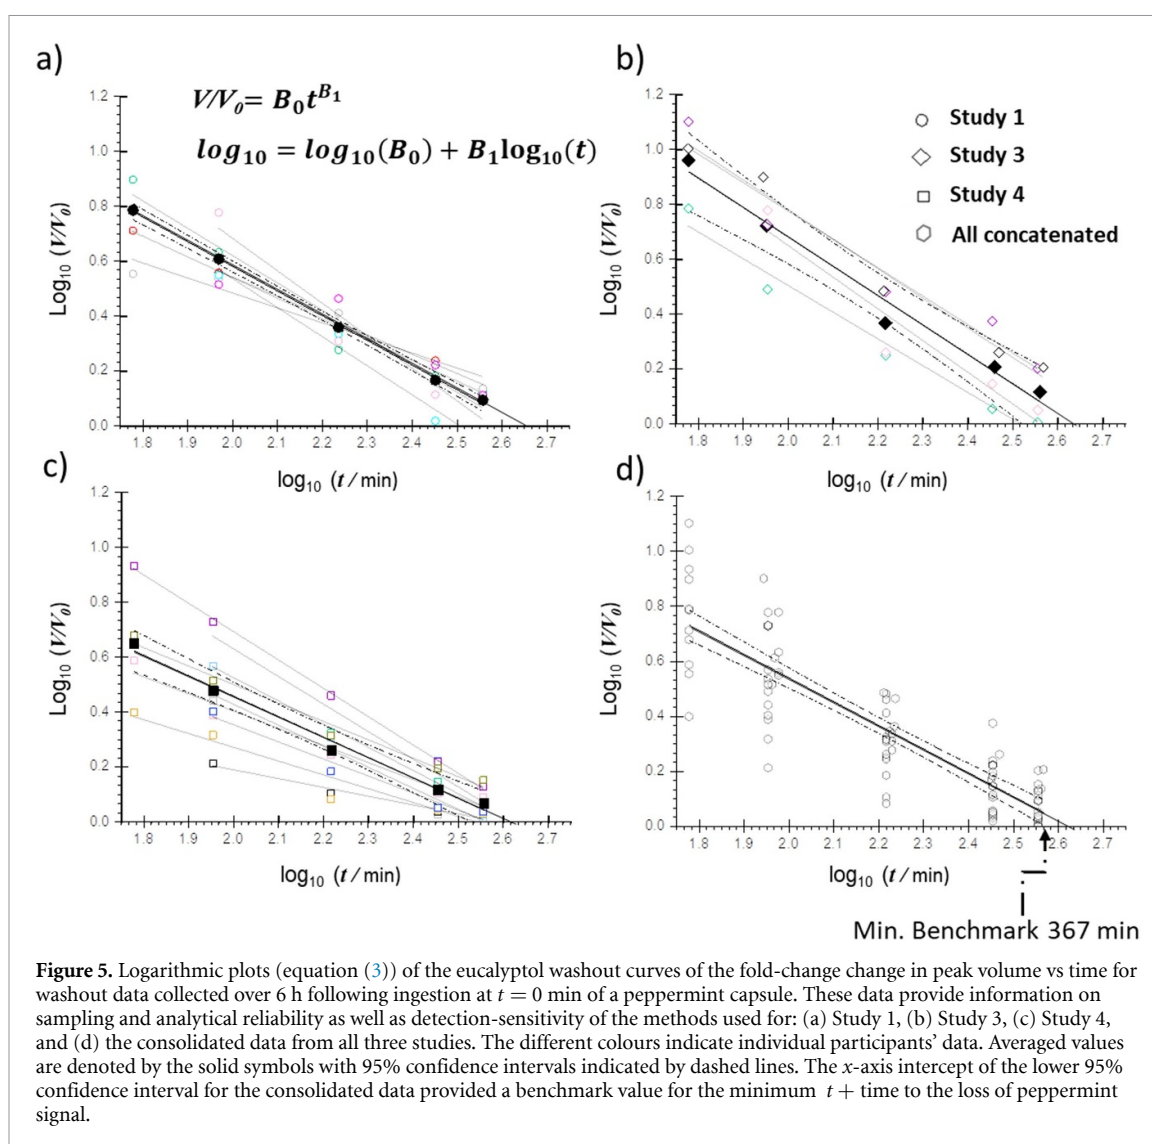 a)
V/V₀= B₀t^B₁
log₁₀ = log₁₀(B₀) + B₁log₁₀(t)
Log₁₀ (V/V₀)
1.2
1.0
0.8
0.6
0.4
0.2
0.0
1.8 1.9 2.0 2.1 2.2 2.3 2.4 2.5 2.6 2.7
log₁₀ (t / min)
b)
Study 1
Study 3
Study 4
All concatenated
Log₁₀ (V/V₀)
1.2
1.0
0.8
0.6
0.4
0.2
0.0
1.8 1.9 2.0 2.1 2.2 2.3 2.4 2.5 2.6 2.7
log₁₀ (t / min)
c)
Log₁₀ (V/V₀)
1.2
1.0
0.8
0.6
0.4
0.2
0.0
1.8 1.9 2.0 2.1 2.2 2.3 2.4 2.5 2.6 2.7
log₁₀ (t / min)
d)
Log₁₀ (V/V₀)
1.2
1.0
0.8
0.6
0.4
0.2
0.0
1.8 1.9 2.0 2.1 2.2 2.3 2.4 2.5 2.6 2.7
log₁₀ (t / min)
Min. Benchmark 367 min
Figure 5. Logarithmic plots (equation (3)) of the eucalyptol washout curves of the fold-change change in peak volume vs time for
washout data collected over 6 h following ingestion at t = 0 min of a peppermint capsule. These data provide information on
sampling and analytical reliability as well as detection-sensitivity of the methods used for: (a) Study 1, (b) Study 3, (c) Study 4,
and (d) the consolidated data from all three studies. The different colours indicate individual participants’ data. Averaged values
are denoted by the solid symbols with 95% confidence intervals indicated by dashed lines. The x-axis intercept of the lower 95%
confidence interval for the consolidated data provided a benchmark value for the minimum t + time to the loss of peppermint
signal.